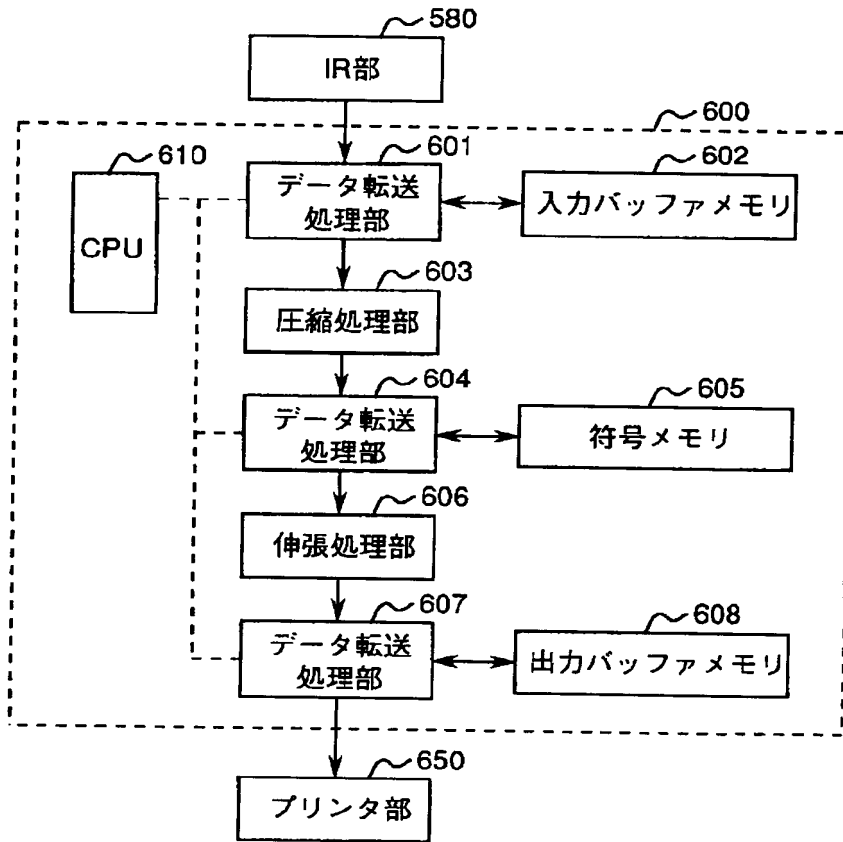 580
IR部
600
610
601
602
CPU
データ転送
処理部
入力バッファメモリ
603
圧縮処理部
604
605
データ転送
処理部
符号メモリ
606
伸張処理部
607
608
データ転送
処理部
出力バッファメモリ
650
プリンタ部